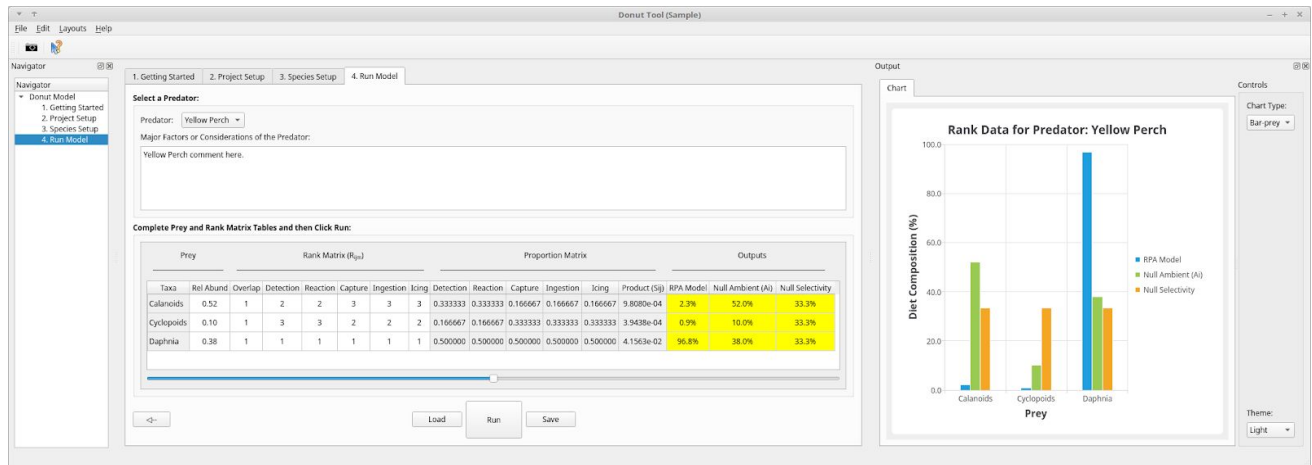 Donut Tool (Sample)
File Edit Layouts Help
Navigator
Navigator
Donut Model
1. Getting Started
2. Project Setup
3. Species Setup
4. Run Model
1. Getting Started 2. Project Setup 3. Species Setup 4. Run Model
Select a Predator:
Predator: Yellow Perch
Major Factors or Considerations of the Predator:
Yellow Perch comment here.
Complete Prey and Rank Matrix Tables and then Click Run:
Prey Rank Matrix (Rijm) Proportion Matrix Outputs
Taxa Rel Abund Overlap Detection Reaction Capture Ingestion Icing Detection Reaction Capture Ingestion Icing Product (Sij) RPA Model Null Ambient (Ai) Null Selectivity
Calanoids 0.52 1 2 2 3 3 3 0.333333 0.333333 0.166667 0.166667 0.166667 9.8080e-04 2.3% 52.0% 33.3%
Cyclopoids 0.10 1 3 3 2 2 2 0.166667 0.166667 0.333333 0.333333 0.333333 3.9438e-04 0.9% 10.0% 33.3%
Daphnia 0.38 1 1 1 1 1 1 0.500000 0.500000 0.500000 0.500000 0.500000 4.1563e-02 96.8% 38.0% 33.3%
<-- Load Run Save
Output
Chart
Rank Data for Predator: Yellow Perch
Diet Composition (%)
100.0
80.0
60.0
40.0
20.0
0.0
Calanoids Cyclopoids Daphnia
Prey
RPA Model
Null Ambient (Ai)
Null Selectivity
Controls
Chart Type:
Bar-prey
Theme:
Light